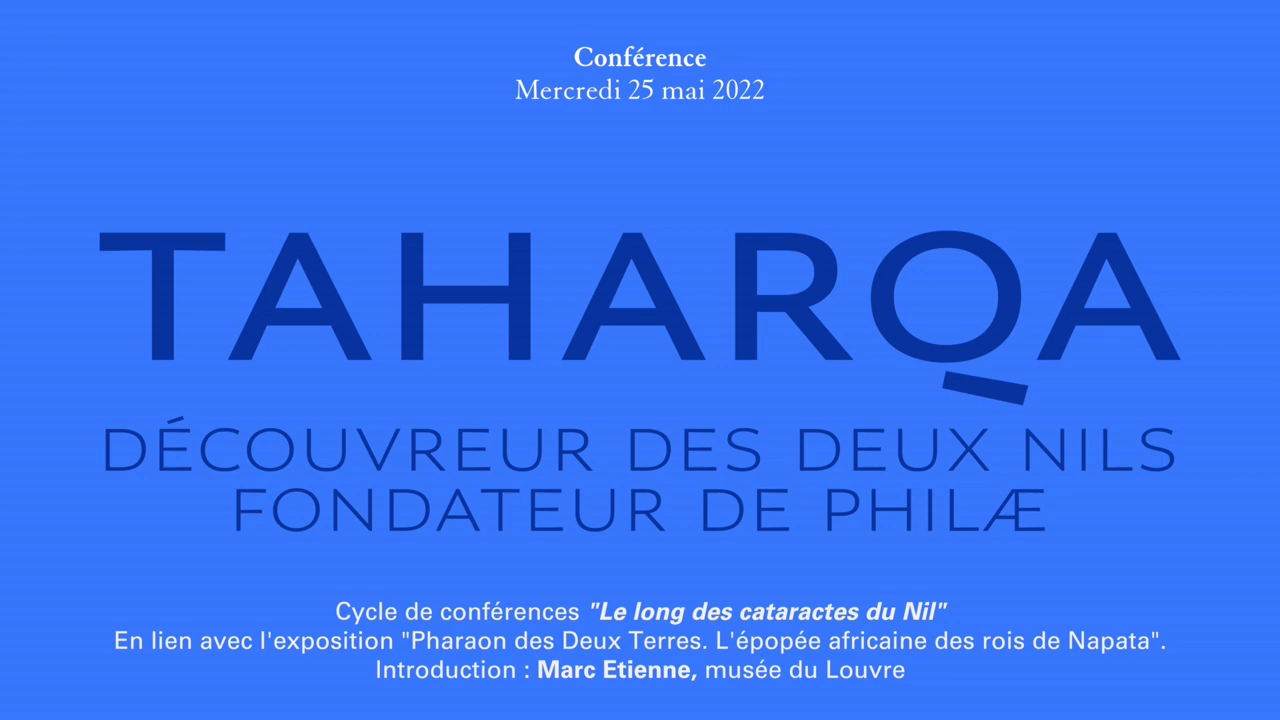 Conférence
Mercredi 25 mai 2022
TAHARQA
DÉCOUVREUR DES DEUX NILS
FONDATEUR DE PHILÆ
Cycle de conférences "Le long des cataractes du Nil"
En lien avec l'exposition "Pharaon des Deux Terres. L'épopée africaine des rois de Napata".
Introduction : Marc Etienne, musée du Louvre